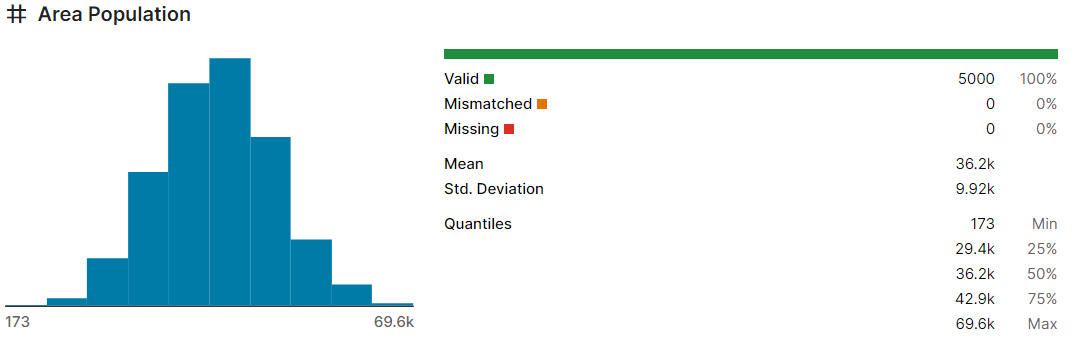 Area Population
173 69.6k
Valid 5000 100%
Mismatched 0 0%
Missing 0 0%
Mean 36.2k
Std. Deviation 9.92k
Quantiles 173 Min
29.4k 25%
36.2k 50%
42.9k 75%
69.6k Max